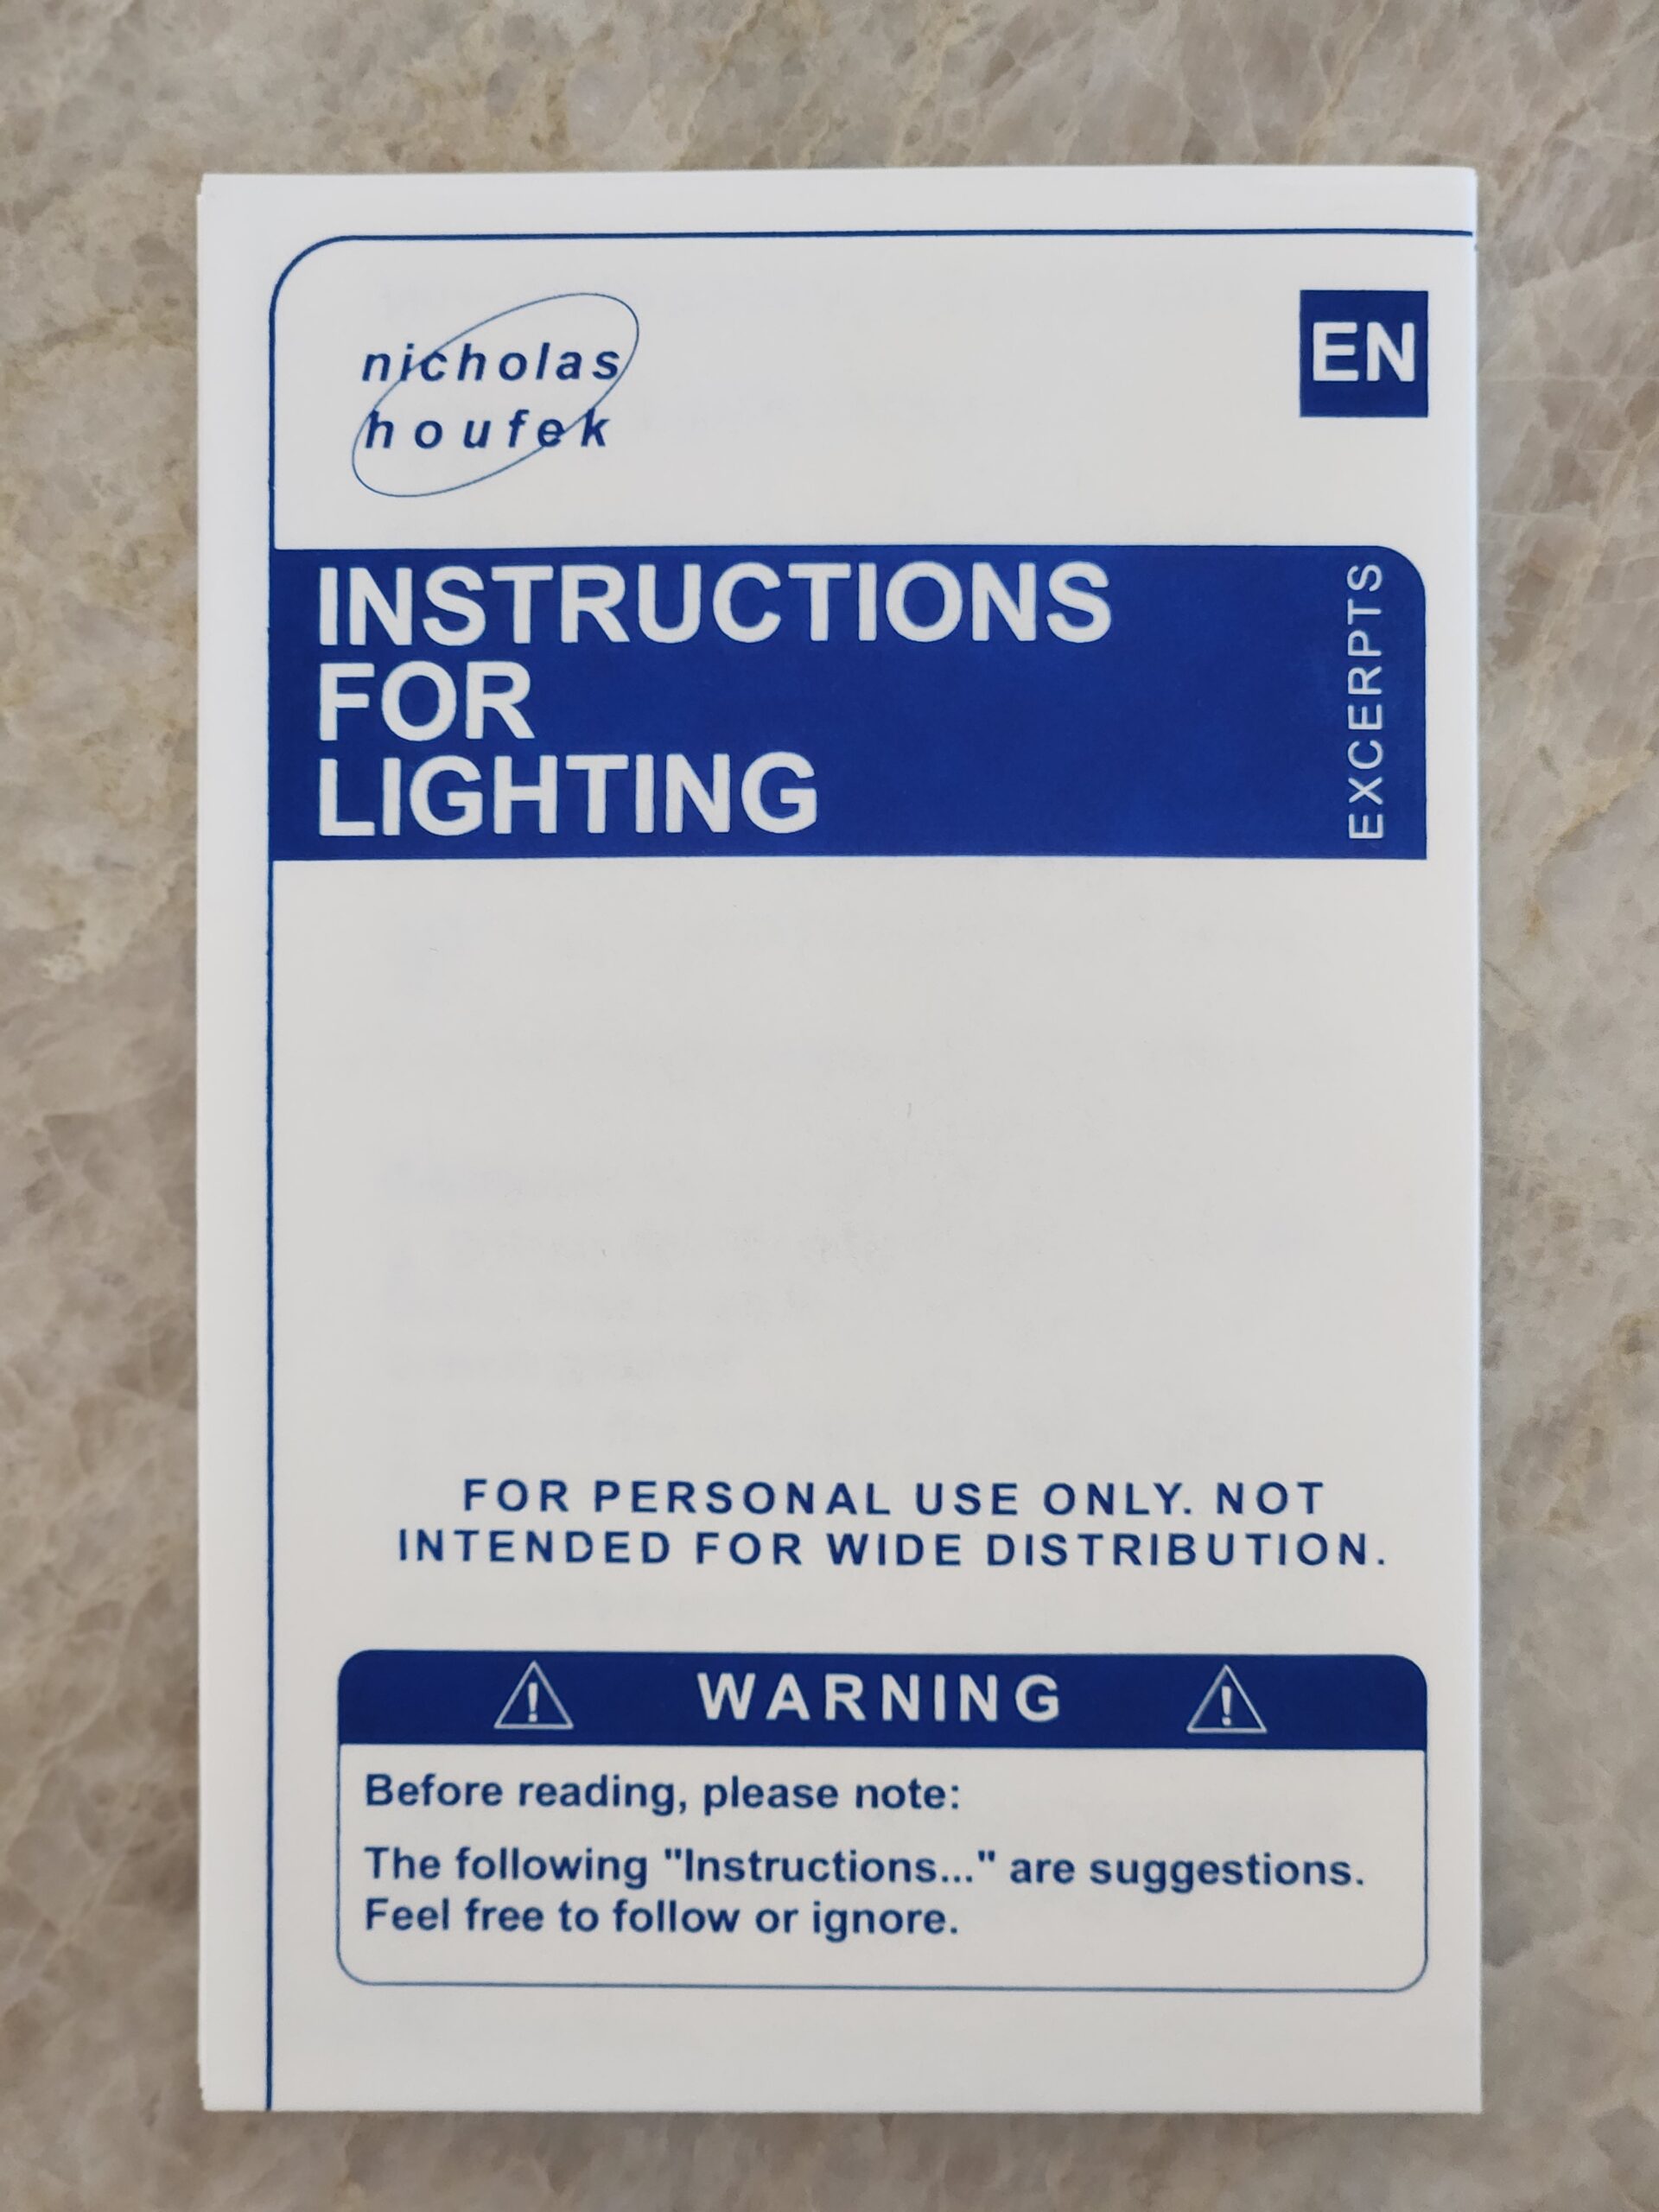 nicholas
houfek
EN
INSTRUCTIONS
FOR
LIGHTING
EXCERPTS
FOR PERSONAL USE ONLY. NOT
INTENDED FOR WIDE DISTRIBUTION.
! WARNING !
Before reading, please note:
The following "Instructions..." are suggestions.
Feel free to follow or ignore.